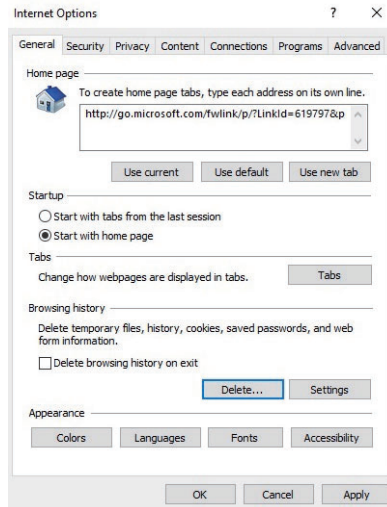 Internet Options ? X
General Security Privacy Content Connections Programs Advanced
Home page
To create home page tabs, type each address on its own line.
http://go.microsoft.com/fwlink/p/?LinkId=619797&p
Use current Use default Use new tab
Startup
Start with tabs from the last session
Start with home page
Tabs
Change how webpages are displayed in tabs. Tabs
Browsing history
Delete temporary files, history, cookies, saved passwords, and web
form information.
Delete browsing history on exit
Delete... Settings
Appearance
Colors Languages Fonts Accessibility
OK Cancel Apply